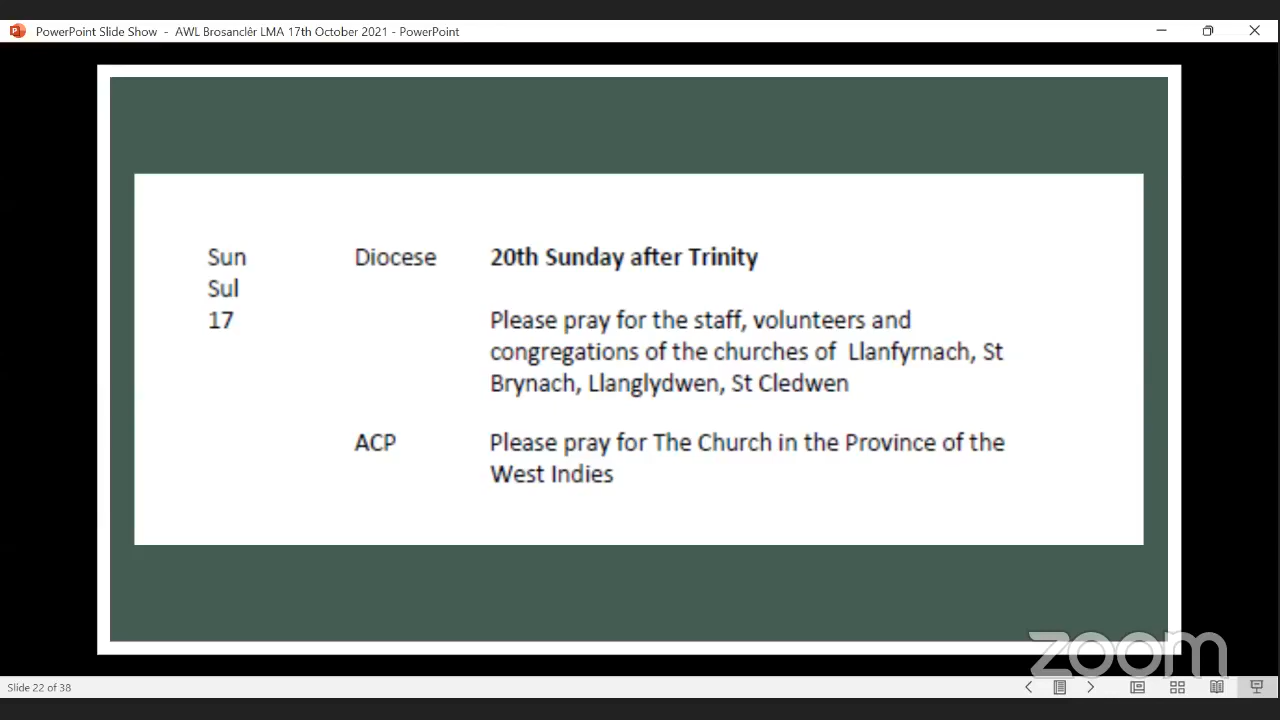 PowerPoint Slide Show - AWL Brosanclêr LMA 17th October 2021 - PowerPoint
Sun Diocese 20th Sunday after Trinity
Sul
17 Please pray for the staff, volunteers and
congregations of the churches of Llanfyrnach, St
Brynach, Llanglydwen, St Cledwen
ACP Please pray for The Church in the Province of the
West Indies
zoom
Slide 22 of 38